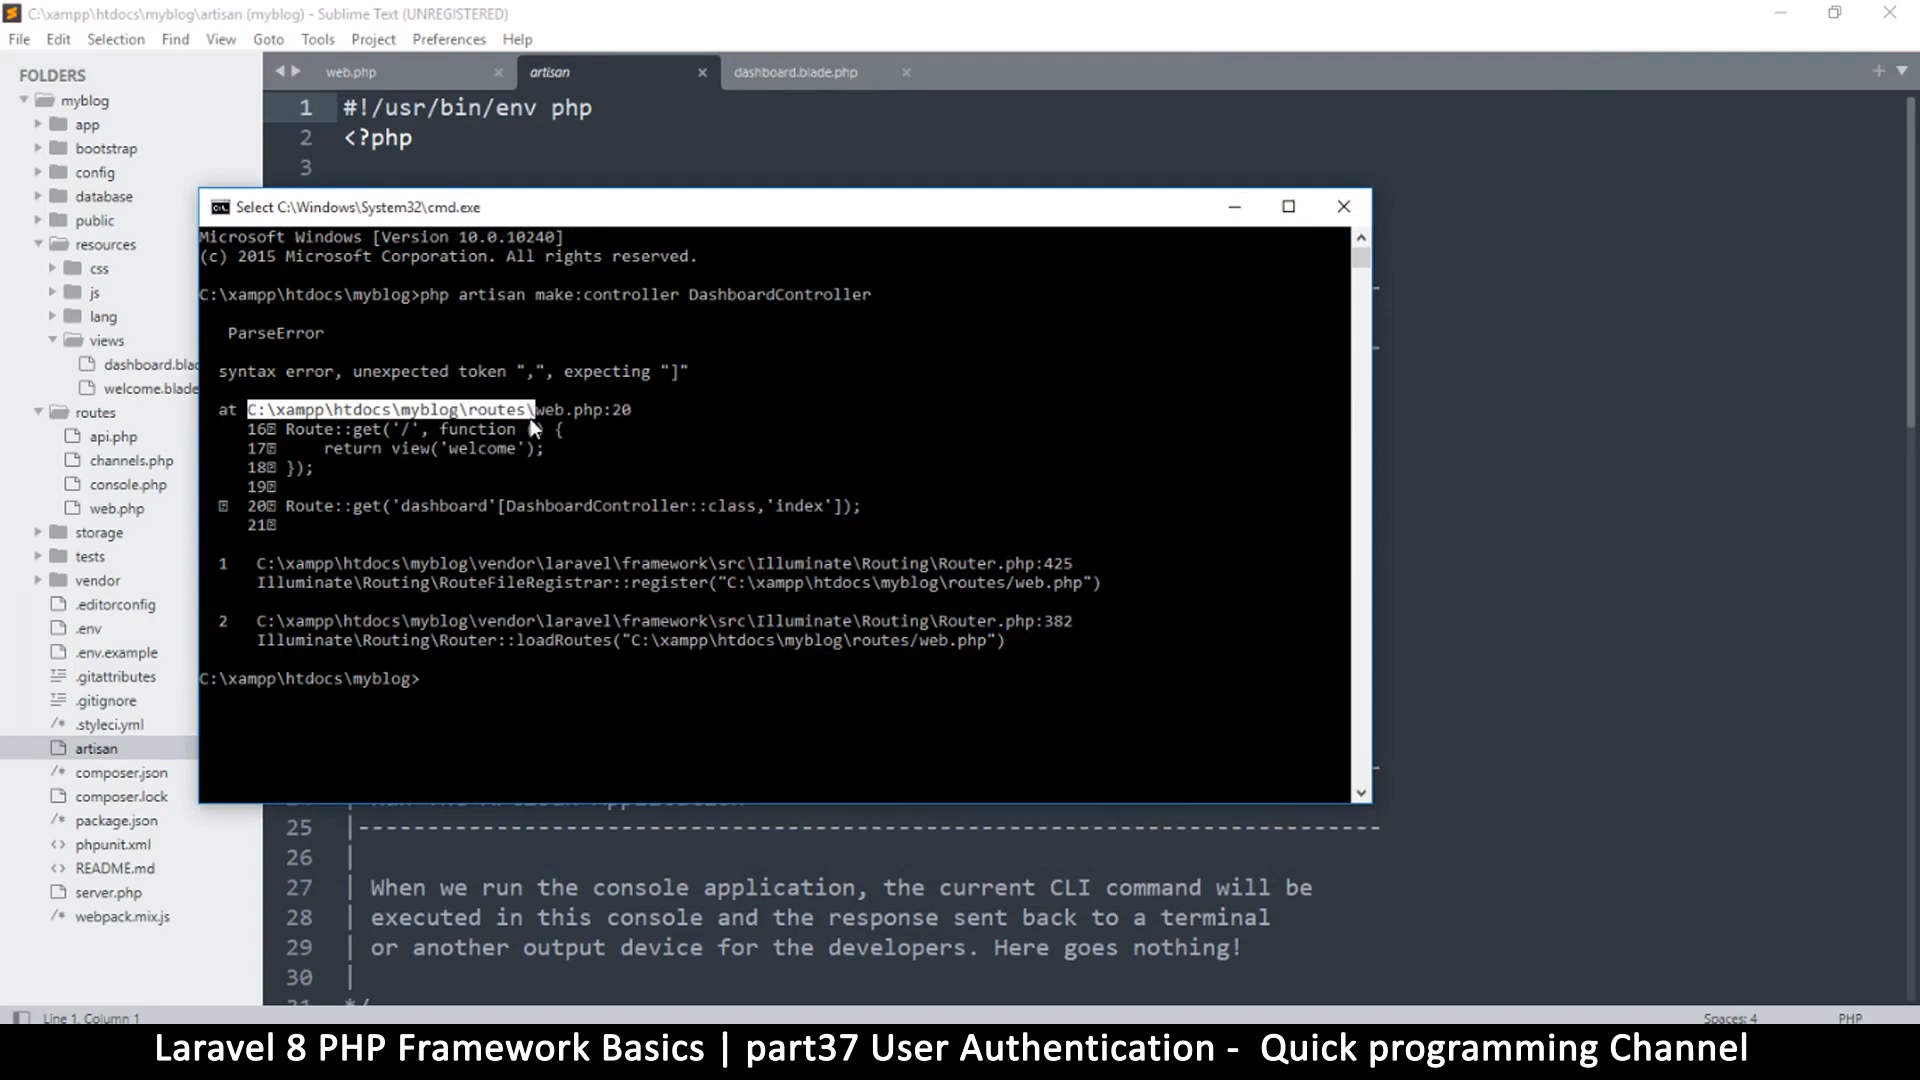 C:\xampp\htdocs\myblog\artisan (myblog) - Sublime Text (UNREGISTERED)
File Edit Selection Find View Goto Tools Project Preferences Help
FOLDERS
myblog
app
bootstrap
config
database
public
resources
css
js
lang
views
dashboard.blad
welcome.blade
routes
api.php
channels.php
console.php
web.php
storage
tests
vendor
.editorconfig
.env
.env.example
.gitattributes
.gitignore
.styleci.yml
artisan
composer.json
composer.lock
package.json
phpunit.xml
README.md
server.php
webpack.mix.js
web.php artisan dashboard.blade.php
1 #!/usr/bin/env php
2 <?php
3
Select C:\Windows\System32\cmd.exe
Microsoft Windows [Version 10.0.10240]
(c) 2015 Microsoft Corporation. All rights reserved.
C:\xampp\htdocs\myblog>php artisan make:controller DashboardController
ParseError
syntax error, unexpected token ",", expecting "]"
at C:\xampp\htdocs\myblog\routes\web.php:20
16 Route::get('/', function () {
17 return view('welcome');
18 });
19
20 Route::get('dashboard'[DashboardController::class,'index']);
21
1 C:\xampp\htdocs\myblog\vendor\laravel\framework\src\Illuminate\Routing\Router.php:425
Illuminate\Routing\RouteFileRegistrar::register("C:\xampp\htdocs\myblog\routes/web.php")
2 C:\xampp\htdocs\myblog\vendor\laravel\framework\src\Illuminate\Routing\Router.php:382
Illuminate\Routing\Router::loadRoutes("C:\xampp\htdocs\myblog\routes/web.php")
C:\xampp\htdocs\myblog>
25 |--------------------------------------------------------------------------
26 |
27 | When we run the console application, the current CLI command will be
28 | executed in this console and the response sent back to a terminal
29 | or another output device for the developers. Here goes nothing!
30 |
31 */
Line 1, Column 1 Spaces: 4 PHP
Laravel 8 PHP Framework Basics | part37 User Authentication - Quick programming Channel